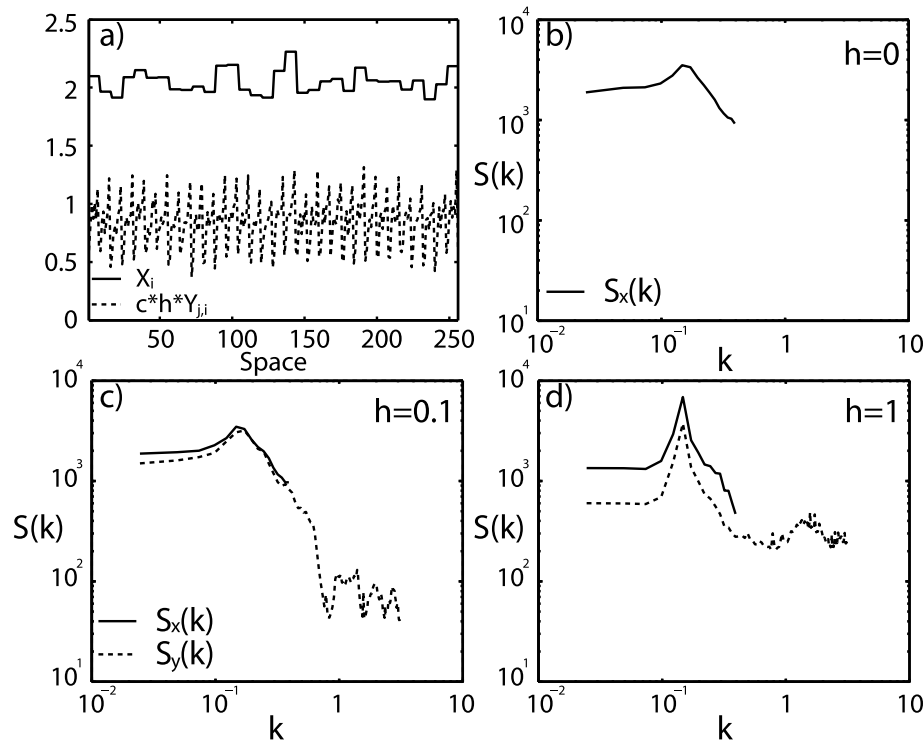 a)
2.5
2
1.5
1
0.5
0
50
100
150
200
250
Space
Xᵢ
c*h*Yⱼ,ᵢ
b)
h=0
S(k)
10⁴
10³
10²
10¹
10⁻²
10⁻¹
1
10
k
Sₓ(k)
c)
h=0.1
S(k)
10⁴
10³
10²
10¹
10⁻²
10⁻¹
1
10
k
Sₓ(k)
Sᵧ(k)
d)
h=1
S(k)
10⁴
10³
10²
10¹
10⁻²
10⁻¹
1
10
k